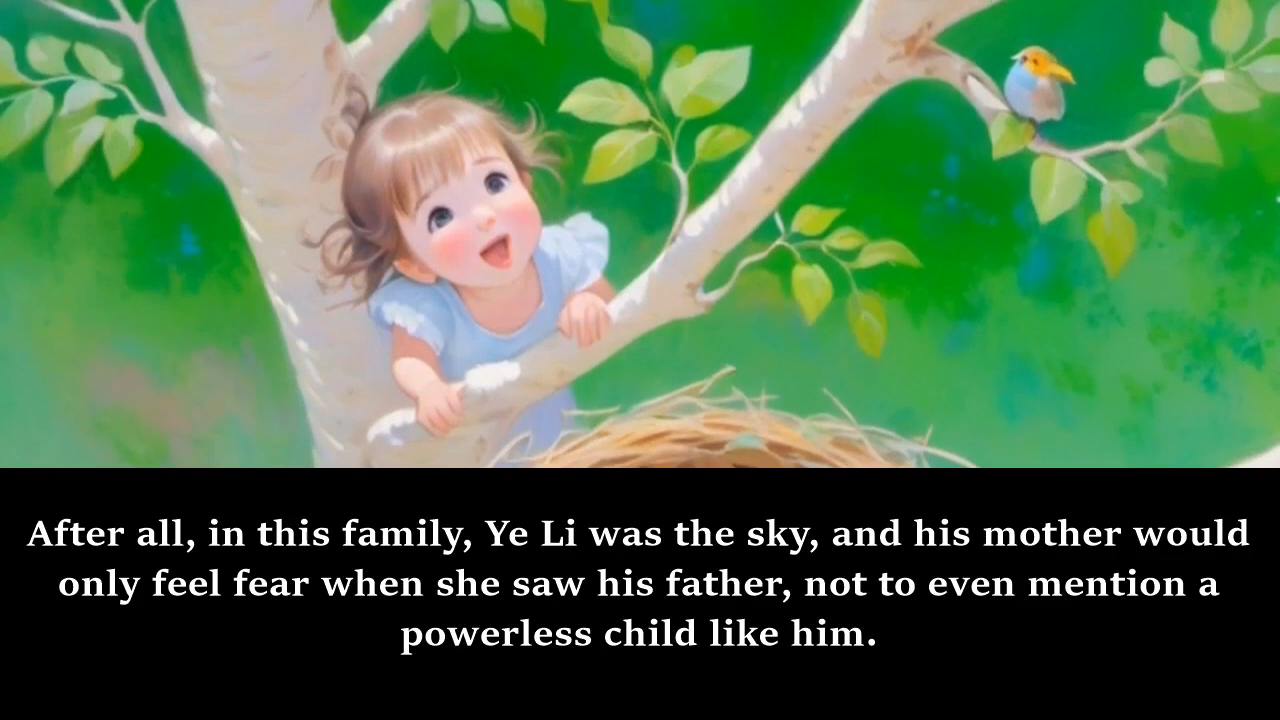 After all, in this family, Ye Li was the sky, and his mother would
only feel fear when she saw his father, not to even mention a
powerless child like him.